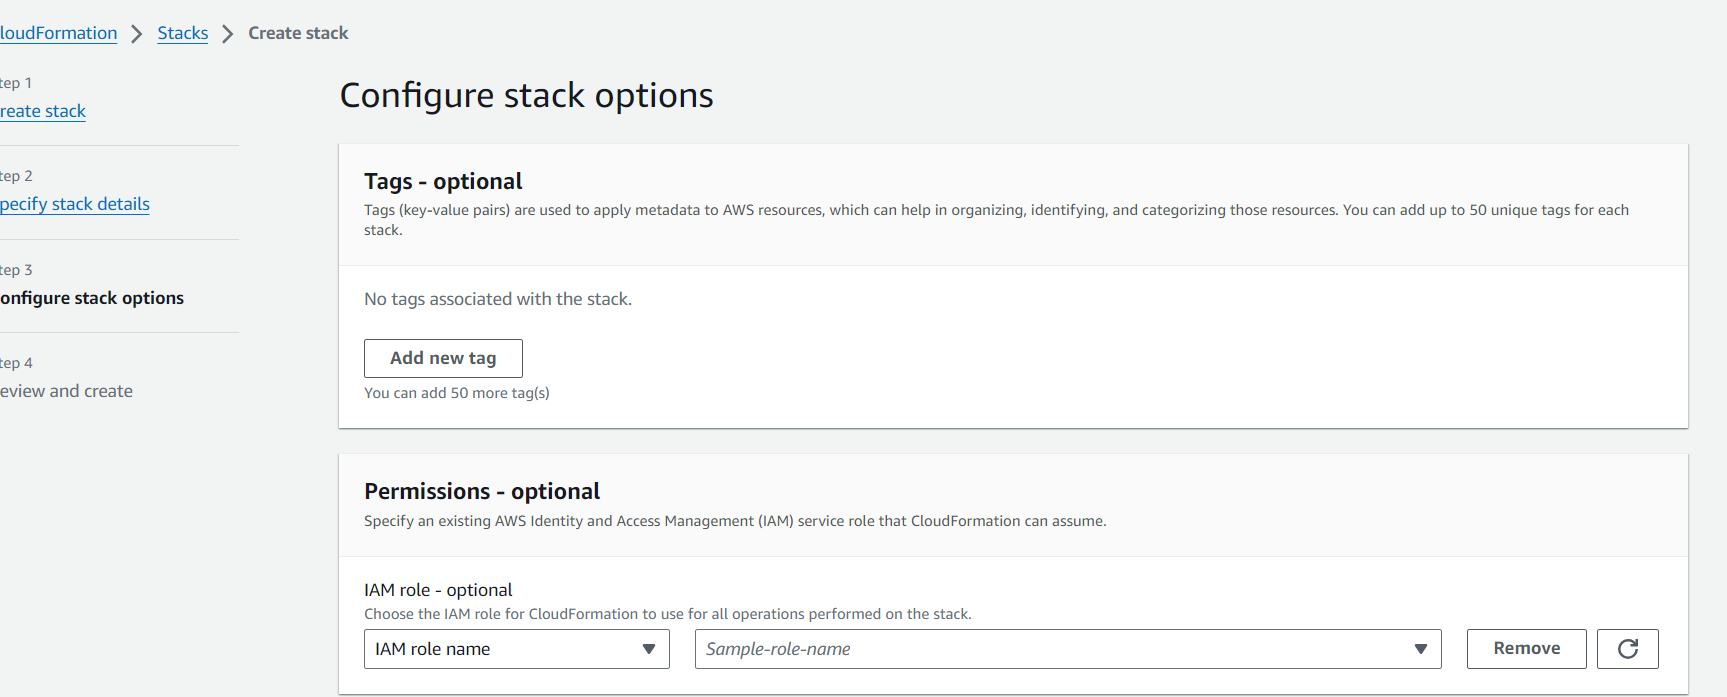 loudFormation > Stacks > Create stack
tep 1
reate stack
tep 2
pecify stack details
tep 3
onfigure stack options
tep 4
eview and create
Configure stack options
Tags - optional
Tags (key-value pairs) are used to apply metadata to AWS resources, which can help in organizing, identifying, and categorizing those resources. You can add up to 50 unique tags for each
stack.
No tags associated with the stack.
Add new tag
You can add 50 more tag(s)
Permissions - optional
Specify an existing AWS Identity and Access Management (IAM) service role that CloudFormation can assume.
IAM role - optional
Choose the IAM role for CloudFormation to use for all operations performed on the stack.
IAM role name
Sample-role-name
Remove